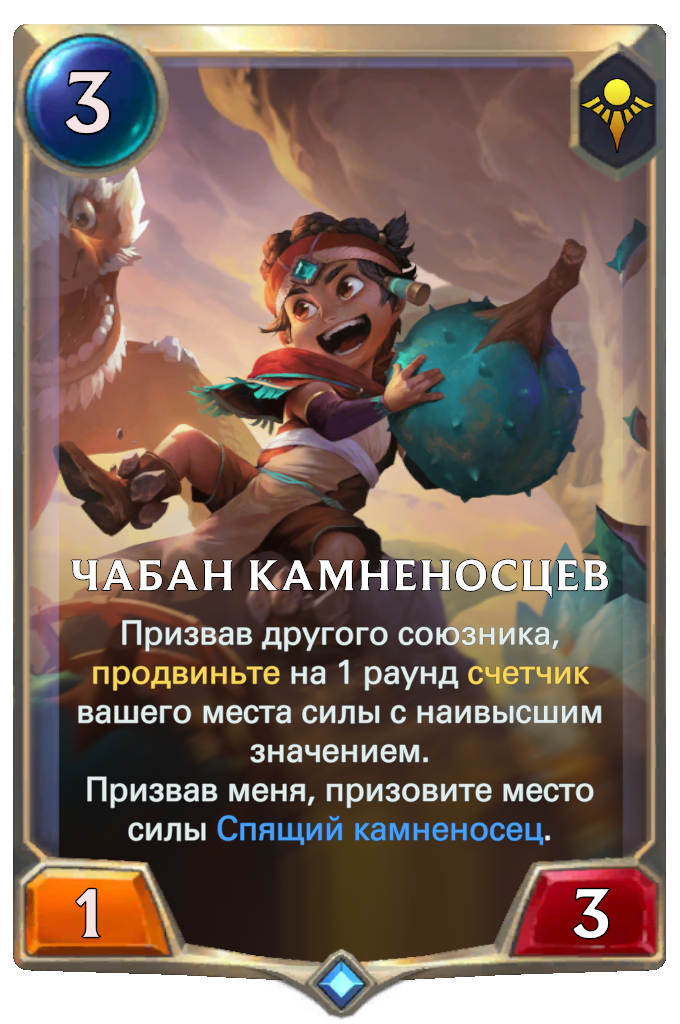 3
ЧАБАН КАМНЕНОСЦЕВ
Призвав другого союзника,
продвиньте на 1 раунд счетчик
вашего места силы с наивысшим
значением.
Призвав меня, призовите место
силы Спящий камненосец.
1
3